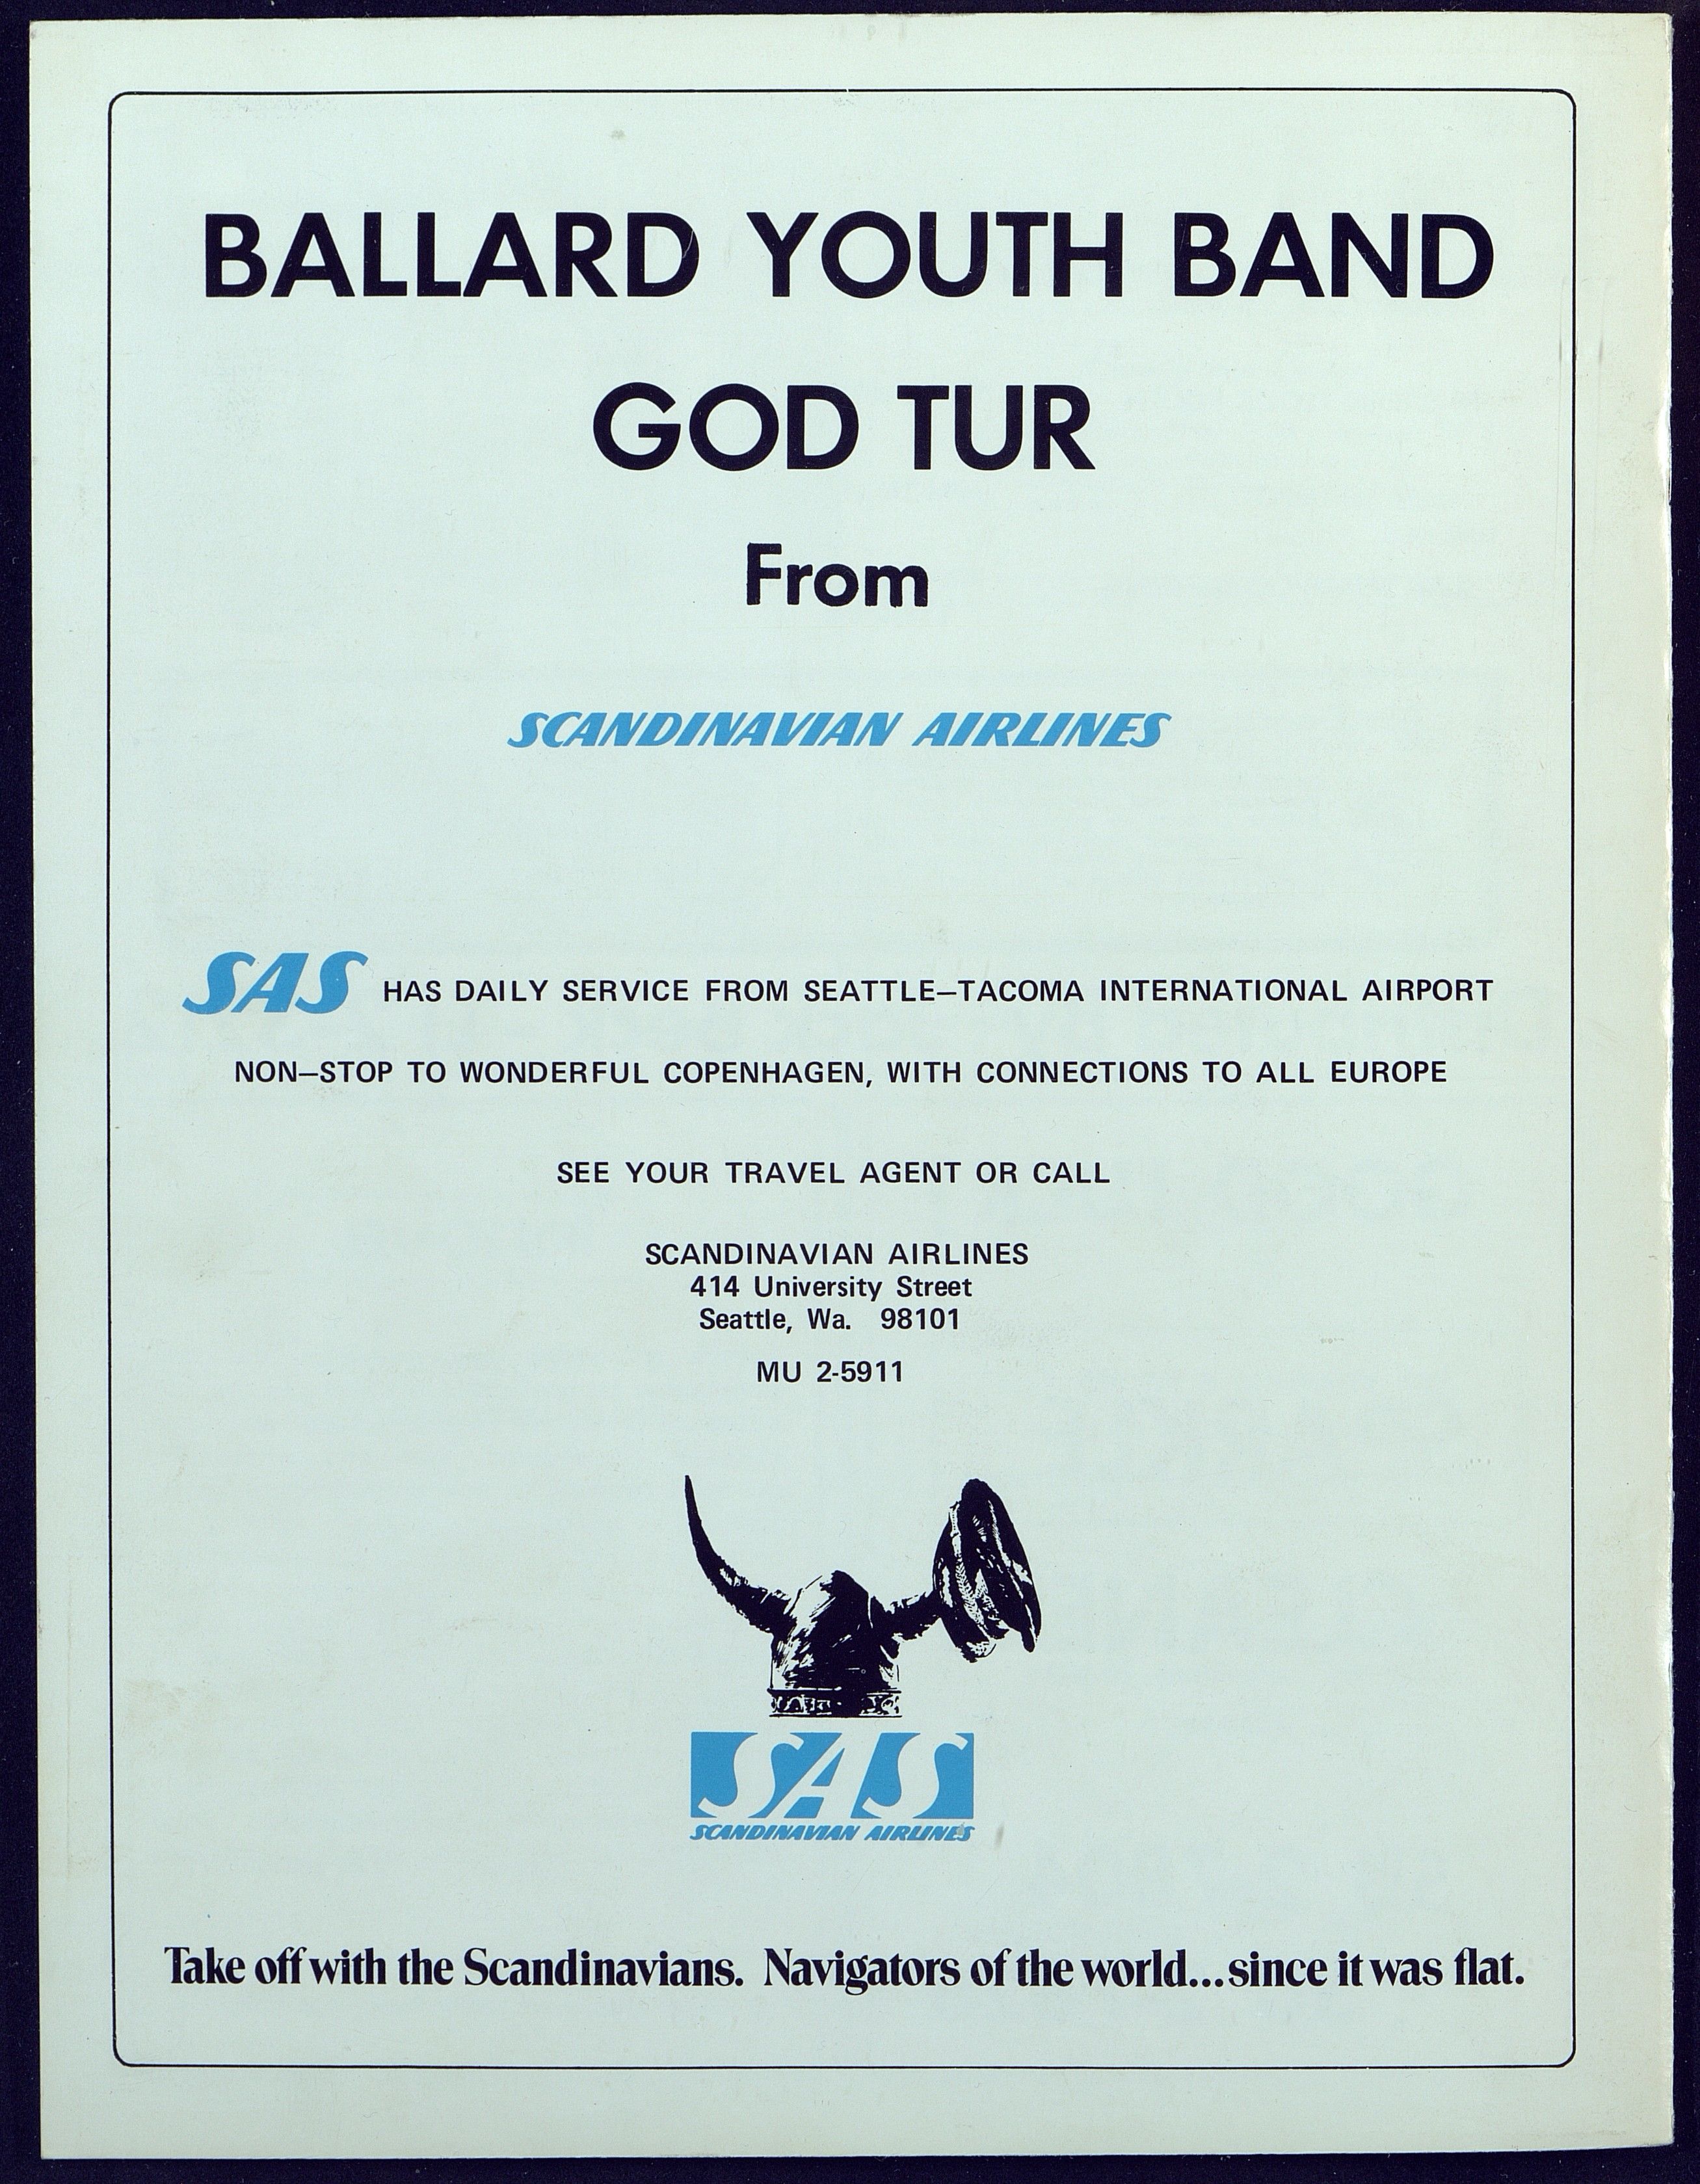 BALLARD YOUTH BAND
GOD TUR
From
SCANDINAVIAN AIRLINES
SAS HAS DAILY SERVICE FROM SEATTLE–TACOMA INTERNATIONAL AIRPORT
NON–STOP TO WONDERFUL COPENHAGEN, WITH CONNECTIONS TO ALL EUROPE
SEE YOUR TRAVEL AGENT OR CALL
SCANDINAVIAN AIRLINES
414 University Street
Seattle, Wa. 98101
MU 2-5911
SAS
SCANDINAVIAN AIRLINES
Take off with the Scandinavians. Navigators of the world...since it was flat.